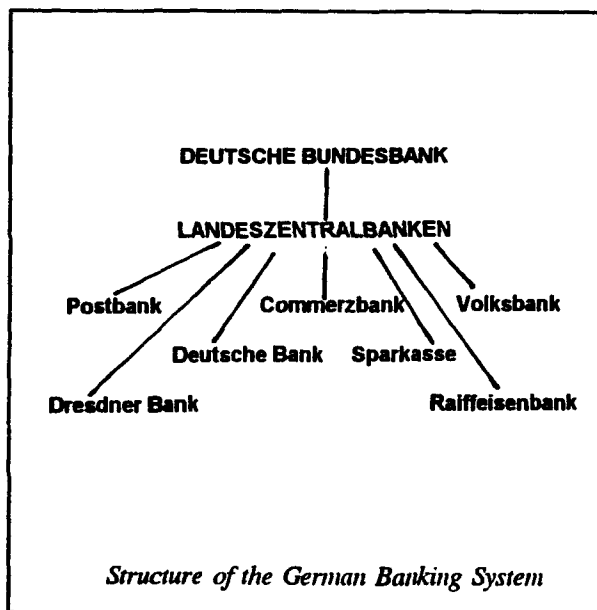 DEUTSCHE BUNDESBANK
LANDESZENTRALBANKEN
Postbank Commerzbank Volksbank
Deutsche Bank Sparkasse
Dresdner Bank Raiffeisenbank
Structure of the German Banking System